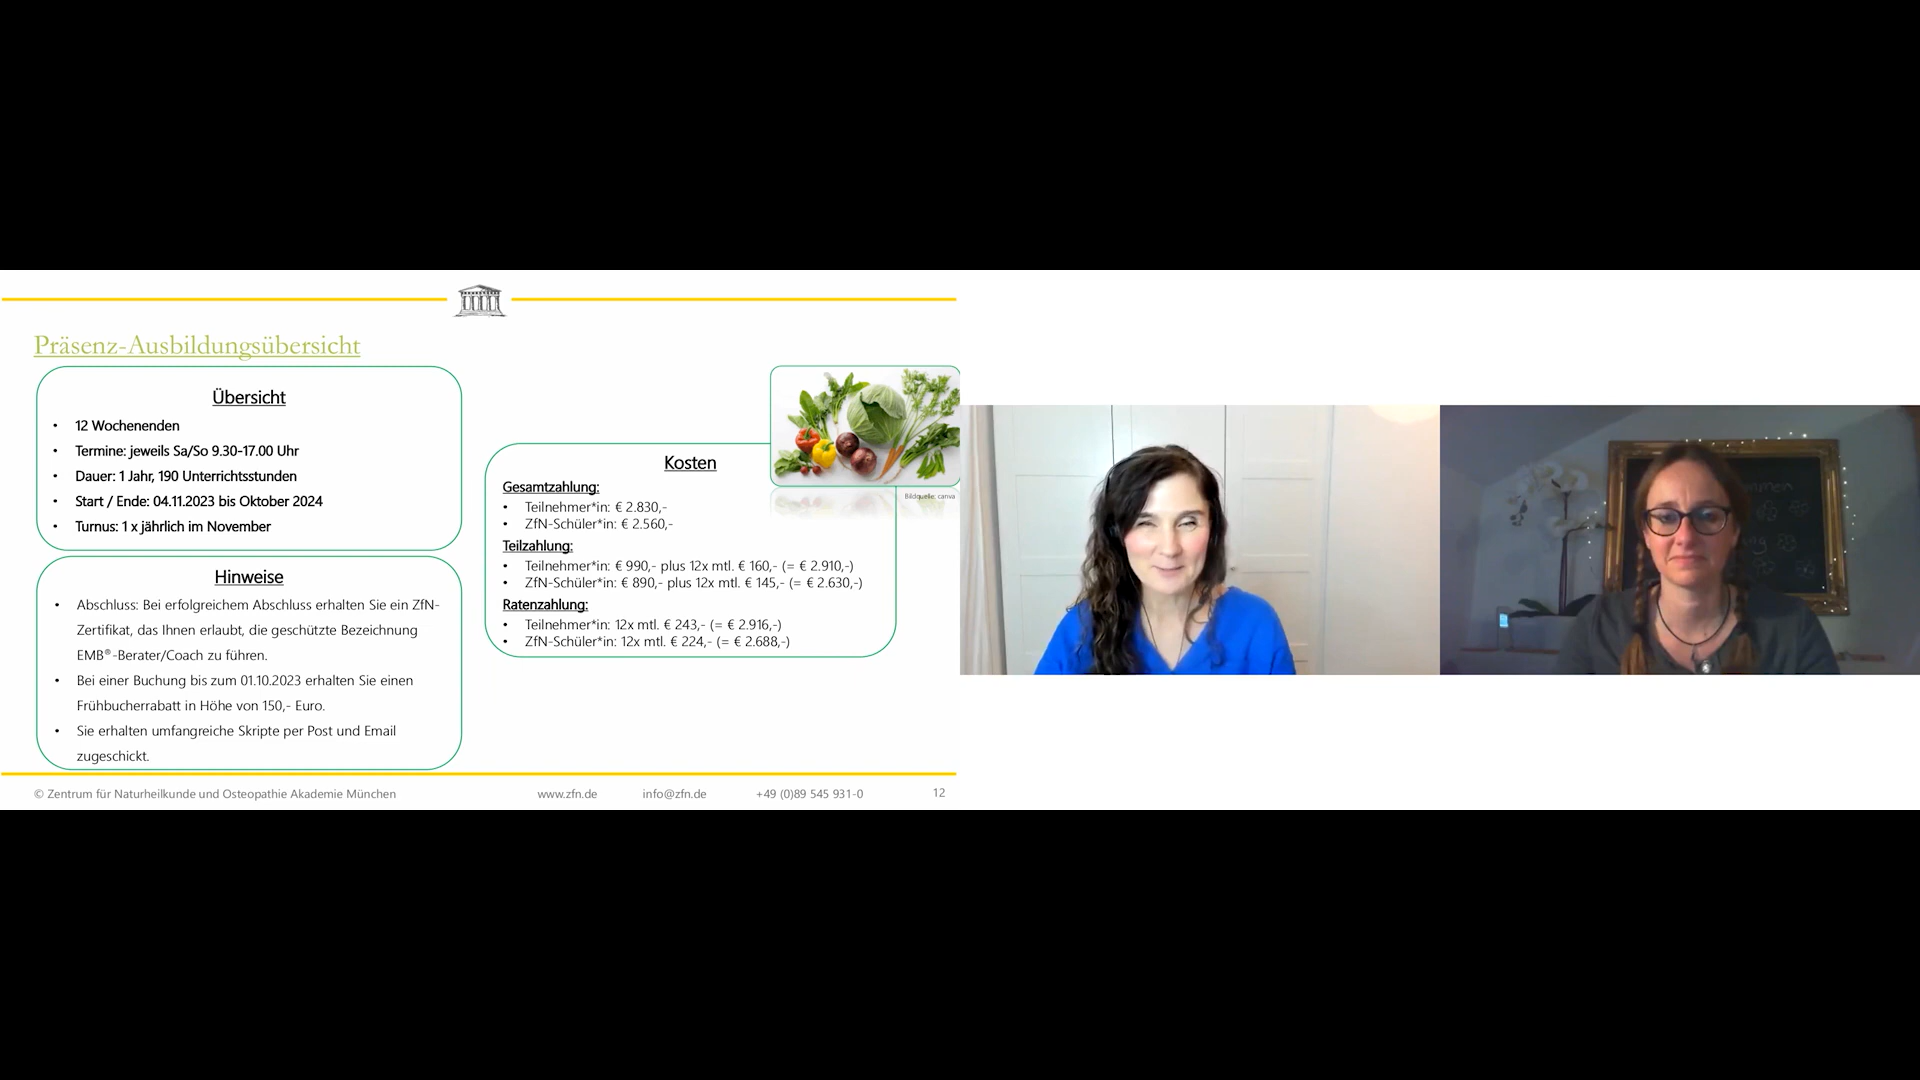 Präsenz-Ausbildungsübersicht
Übersicht
• 12 Wochenenden
• Termine: jeweils Sa/So 9.30-17.00 Uhr
• Dauer: 1 Jahr, 190 Unterrichtsstunden
• Start / Ende: 04.11.2023 bis Oktober 2024
• Turnus: 1 x jährlich im November
Hinweise
• Abschluss: Bei erfolgreichem Abschluss erhalten Sie ein ZfN-
Zertifikat, das Ihnen erlaubt, die geschützte Bezeichnung
EMB®-Berater/Coach zu führen.
• Bei einer Buchung bis zum 01.10.2023 erhalten Sie einen
Frühbucherrabatt in Höhe von 150,- Euro.
• Sie erhalten umfangreiche Skripte per Post und Email
zugeschickt.
Bildquelle: canva
Kosten
Gesamtzahlung:
• Teilnehmer*in: € 2.830,-
• ZfN-Schüler*in: € 2.560,-
Teilzahlung:
• Teilnehmer*in: € 990,- plus 12x mtl. € 160,- (= € 2.910,-)
• ZfN-Schüler*in: € 890,- plus 12x mtl. € 145,- (= € 2.630,-)
Ratenzahlung:
• Teilnehmer*in: 12x mtl. € 243,- (= € 2.916,-)
• ZfN-Schüler*in: 12x mtl. € 224,- (= € 2.688,-)
© Zentrum für Naturheilkunde und Osteopathie Akademie München
www.zfn.de
info@zfn.de
+49 (0)89 545 931-0
12